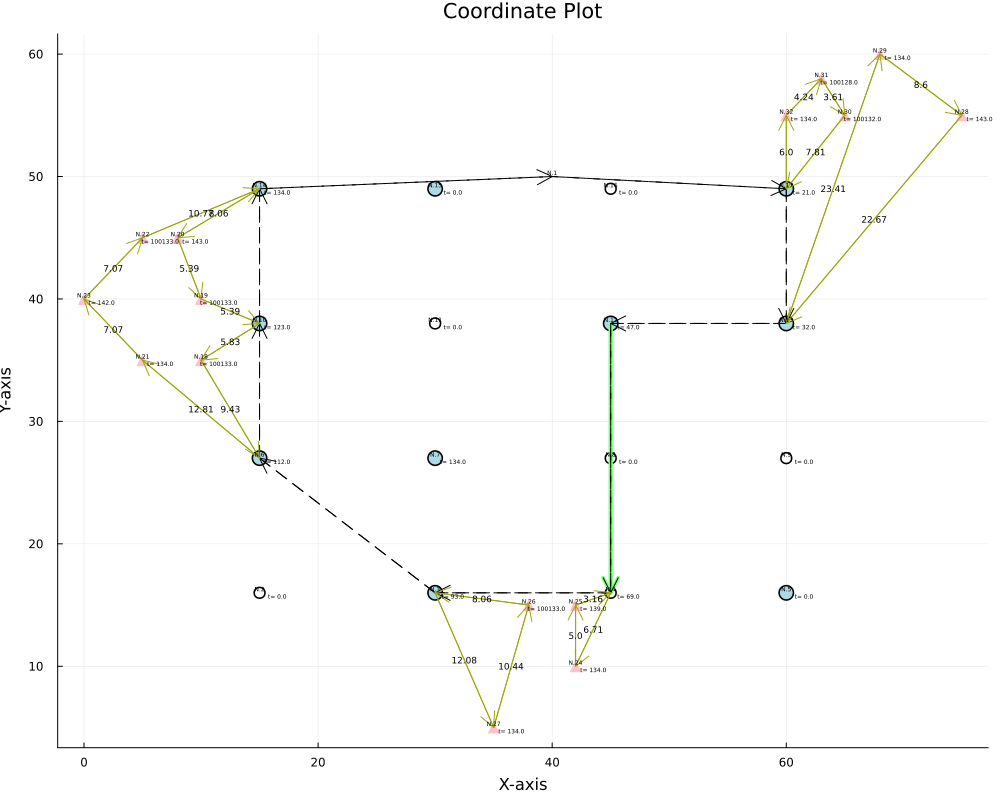 Coordinate Plot
60
50
40
30
20
10
0
20
40
60
X-axis
Y-axis
N.29
t= 134.0
8.6
N.28
t= 143.0
N.31
t= 100128.0
4.24
3.61
N.32
t= 134.0
N.30
t= 100132.0
6.0
7.81
23.41
22.67
t= 21.0
t= 0.0
t= 0.0
N.1
t= 134.0
10.77
8.06
N.22
t= 100133.0
N.20
t= 143.0
7.07
5.39
N.23
t= 142.0
N.19
t= 100133.0
5.39
t= 123.0
t= 0.0
t= 47.0
t= 32.0
7.07
5.83
N.21
t= 134.0
N.18
t= 100133.0
12.81
9.43
t= 112.0
t= 134.0
t= 0.0
t= 0.0
t= 0.0
t= 93.0
8.06
N.26
t= 100133.0
N.25
t= 139.0
3.16
t= 69.0
t= 0.0
5.0
6.71
12.08
10.44
N.24
t= 134.0
N.27
t= 134.0